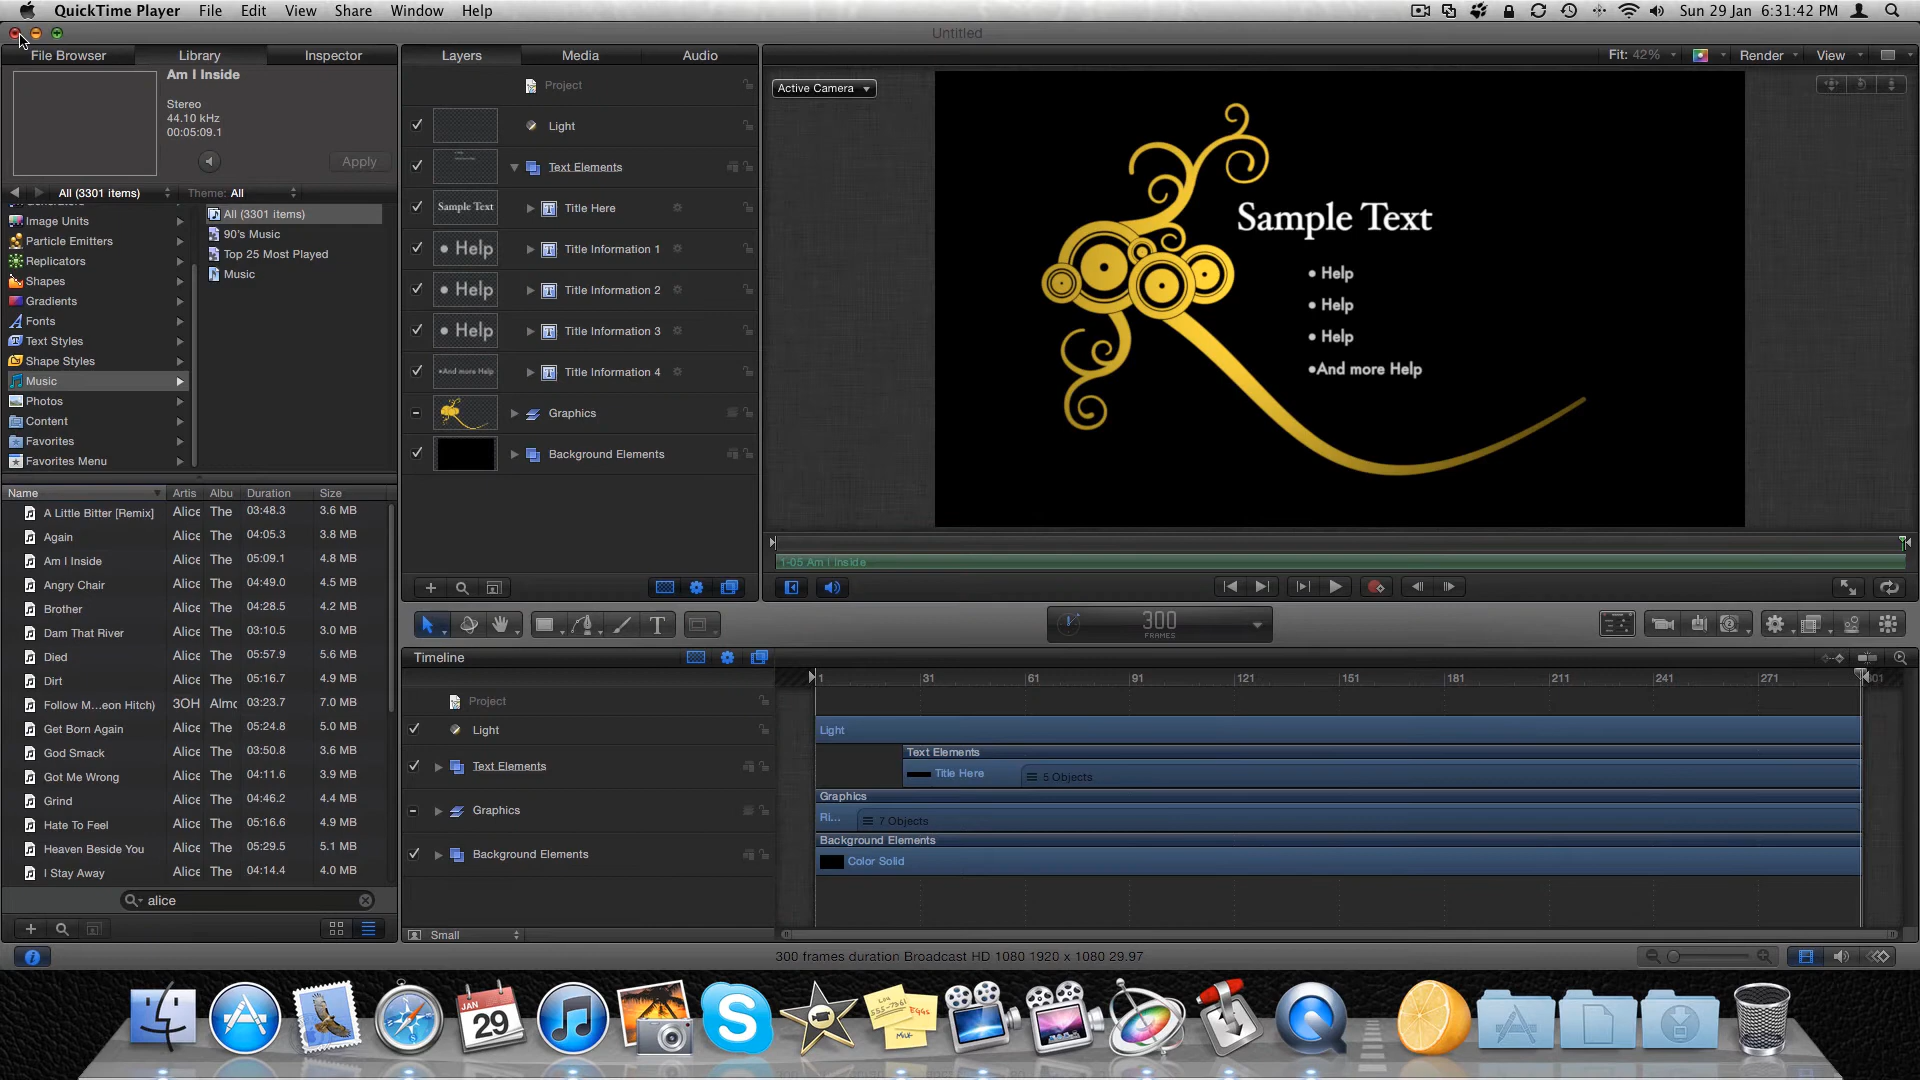 QuickTime Player File Edit View Share Window Help
Sun 29 Jan 6:31:42 PM
Untitled
File Browser Library Inspector
Am I Inside
Stereo
44.10 kHz
00:05:09.1
Apply
All (3301 items) Theme: All
Image Units
Particle Emitters
Replicators
Shapes
Gradients
Fonts
Text Styles
Shape Styles
Music
Photos
Content
Favorites
Favorites Menu
All (3301 items)
90's Music
Top 25 Most Played
Music
Name Artis Albu Duration Size
A Little Bitter [Remix] Alice The 03:48.3 3.6 MB
Again Alice The 04:05.3 3.8 MB
Am I Inside Alice The 05:09.1 4.8 MB
Angry Chair Alice The 04:49.0 4.5 MB
Brother Alice The 04:28.5 4.2 MB
Dam That River Alice The 03:10.5 3.0 MB
Died Alice The 05:57.9 5.6 MB
Dirt Alice The 05:16.7 4.9 MB
Follow M...eon Hitch) 3OH Almo 03:23.7 7.0 MB
Get Born Again Alice The 05:24.8 5.0 MB
God Smack Alice The 03:50.8 3.6 MB
Got Me Wrong Alice The 04:11.6 3.9 MB
Grind Alice The 04:46.2 4.4 MB
Hate To Feel Alice The 05:16.6 4.9 MB
Heaven Beside You Alice The 05:29.5 5.1 MB
I Stay Away Alice The 04:14.4 4.0 MB
alice
Layers Media Audio
Project
Light
Text Elements
Sample Text Title Here
• Help Title Information 1
• Help Title Information 2
• Help Title Information 3
•And more Help Title Information 4
Graphics
Background Elements
Fit: 42% Render View
Active Camera
Sample Text
• Help
• Help
• Help
•And more Help
1-05 Am I Inside
300
FRAMES
Timeline
1 31 61 91 121 151 181 211 241 271 301
Project
Light
Text Elements
Graphics
Background Elements
Light
Text Elements
Title Here 5 Objects
Graphics
Ri... 7 Objects
Background Elements
Color Solid
Small
300 frames duration Broadcast HD 1080 1920 x 1080 29.97
JAN
29